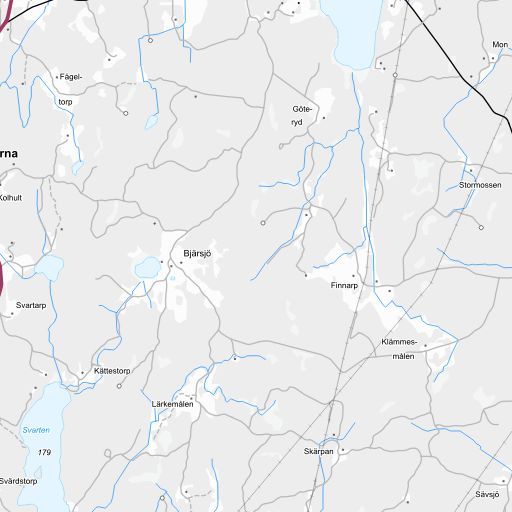 Mon
Fågel-
torp
Göte-
ryd
rna
Kolhult
Stormossen
Bjärsjö
Finnarp
Svartarp
Klämmes-
målen
Kättestorp
Lärkemålen
Svarten
179
Skärpan
Svärdstorp
Sävsjö